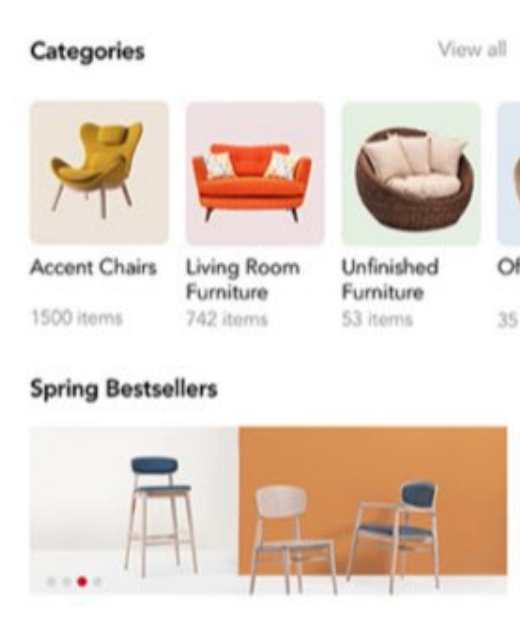 Categories
View all
Accent Chairs
1500 items
Living Room
Furniture
742 items
Unfinished
Furniture
53 items
Spring Bestsellers